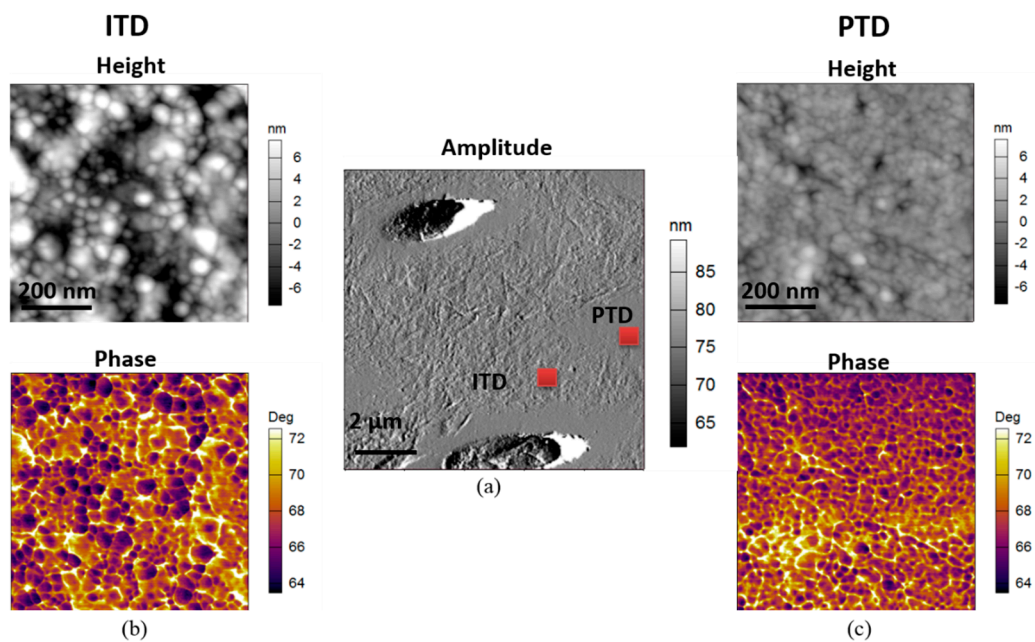 ITD
Height
nm
6
4
2
0
-2
-4
-6
200 nm
Phase
Deg
72
70
68
66
64
(b)
Amplitude
nm
85
80
75
70
65
PTD
ITD
2 µm
(a)
PTD
Height
nm
6
4
2
0
-2
-4
-6
200 nm
Phase
Deg
72
70
68
66
64
(c)